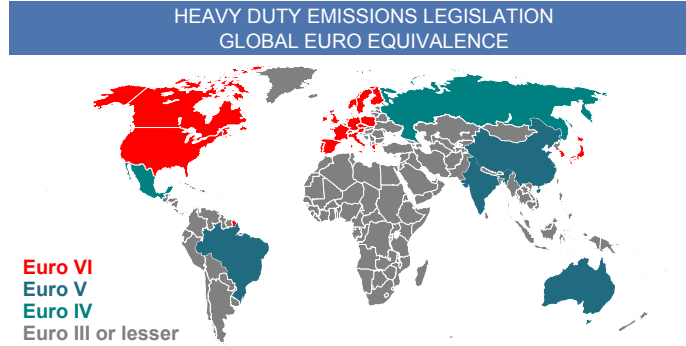 HEAVY DUTY EMISSIONS LEGISLATION
GLOBAL EURO EQUIVALENCE
Euro VI
Euro V
Euro IV
Euro III or lesser